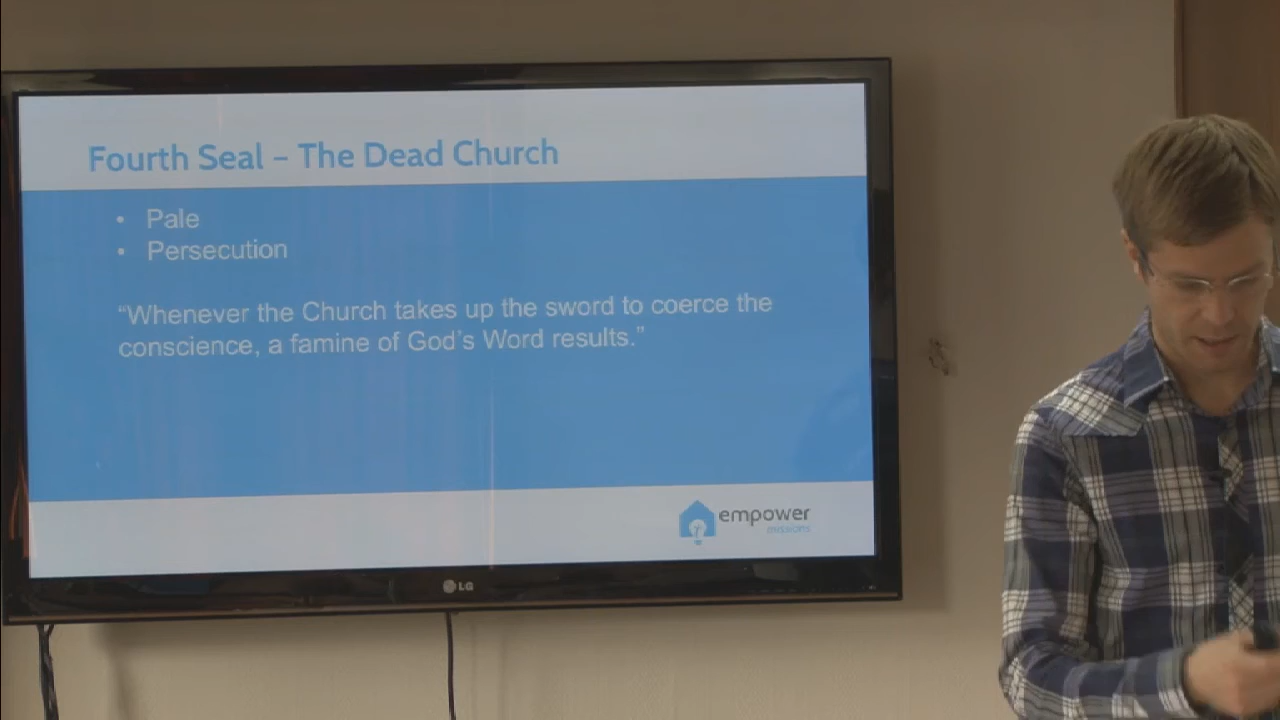 Fourth Seal – The Dead Church
• Pale
• Persecution
“Whenever the Church takes up the sword to coerce the
conscience, a famine of God’s Word results.”
empower
missions
LG